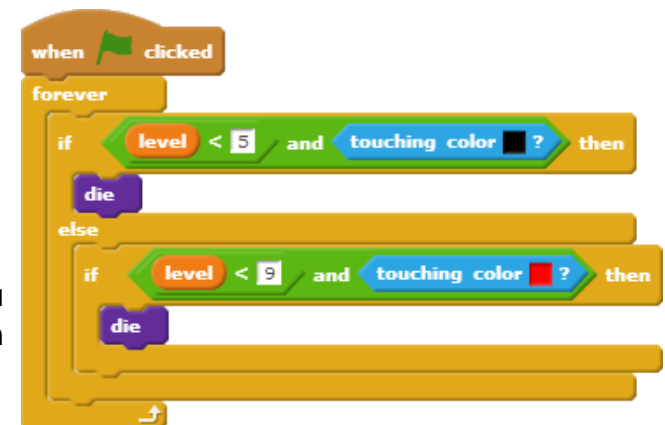 when clicked
forever
if level < 5 and touching color ? then
die
else
if level < 9 and touching color ? then
die